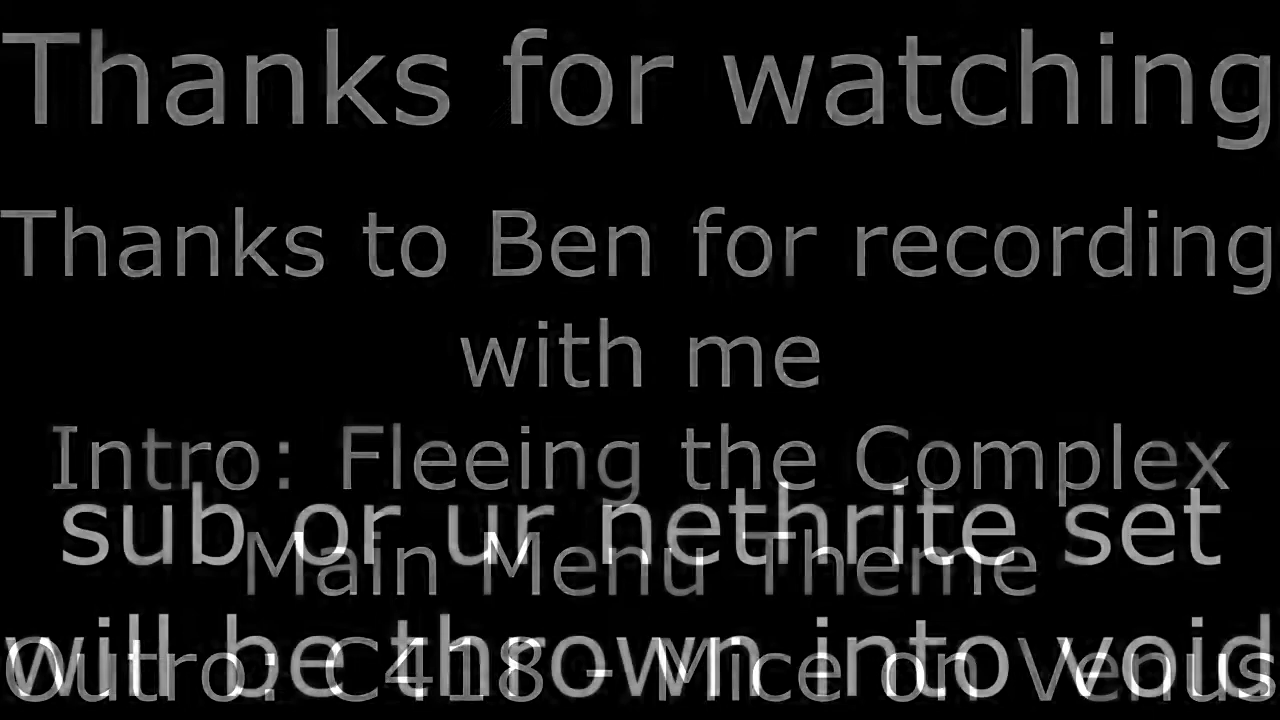 Thanks for watching
Thanks to Ben for recording
with me
Intro: Fleeing the Complex
sub or ur nethrite set
Main Menu Theme
will be thrown into void
Outro: C418 - Mice on Venus